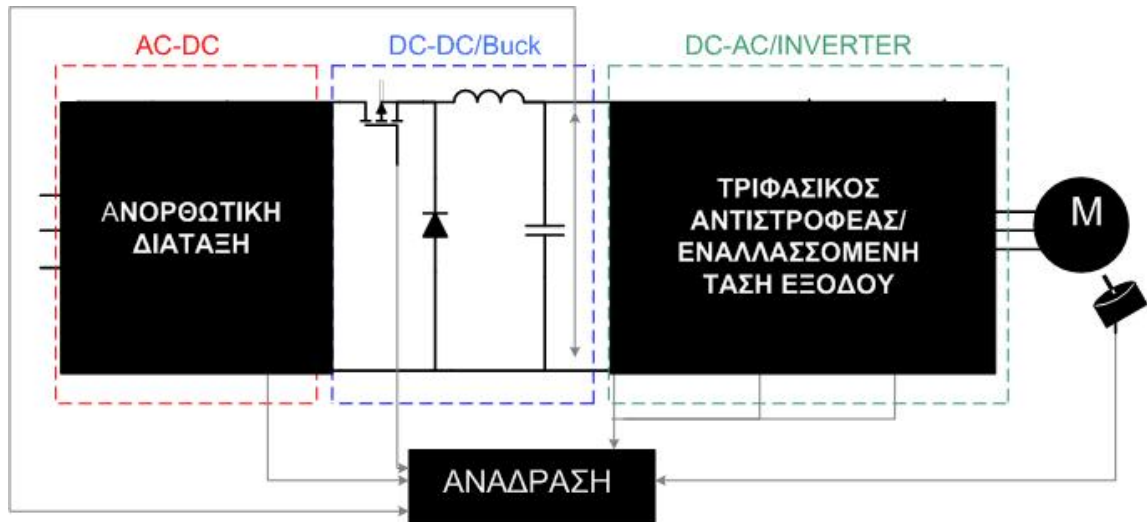 AC-DC
DC-DC/Buck
DC-AC/INVERTER
ΑΝΟΡΘΩΤΙΚΗ
ΔΙΑΤΑΞΗ
ΤΡΙΦΑΣΙΚΟΣ
ΑΝΤΙΣΤΡΟΦΕΑΣ/
ΕΝΑΛΛΑΣΣΟΜΕΝΗ
ΤΑΣΗ ΕΞΟΔΟΥ
M
ΑΝΑΔΡΑΣΗ